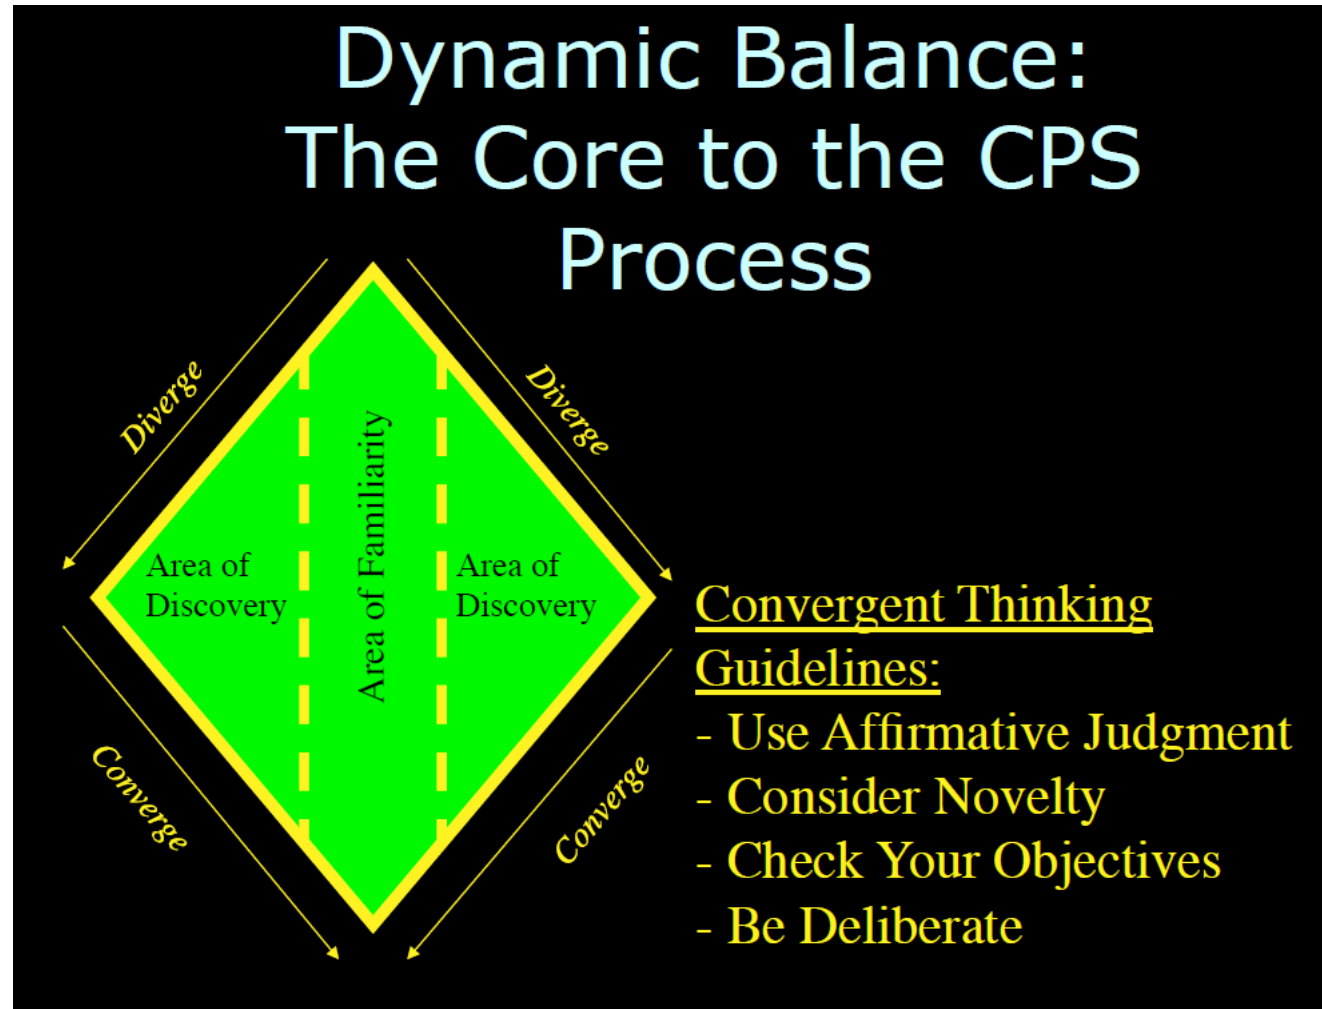 Dynamic Balance:
The Core to the CPS
Process
Diverge
Diverge
Area of Familiarity
Area of
Discovery
Area of
Discovery
Converge
Converge
Convergent Thinking
Guidelines:
- Use Affirmative Judgment
- Consider Novelty
- Check Your Objectives
- Be Deliberate